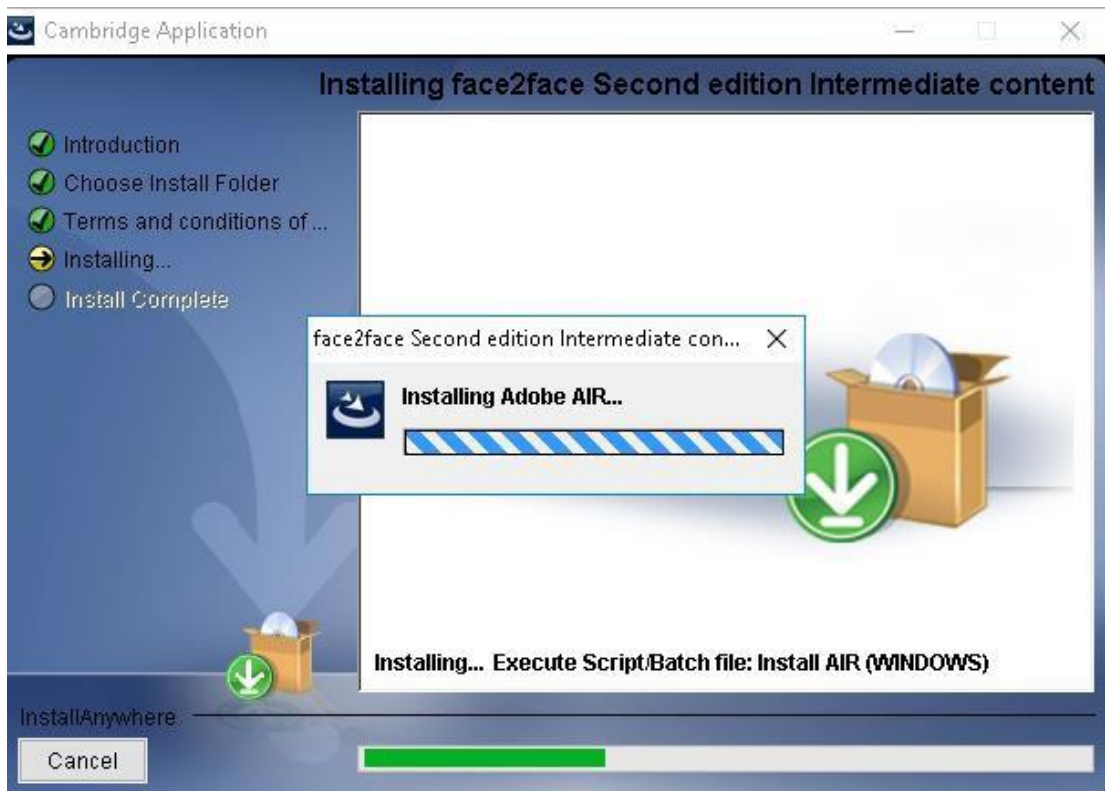 Cambridge Application
Installing face2face Second edition Intermediate content
Introduction
Choose Install Folder
Terms and conditions of...
Installing...
Install Complete
face2face Second edition Intermediate con...
Installing Adobe AIR...
Installing... Execute Script/Batch file: Install AIR (WINDOWS)
InstallAnywhere
Cancel